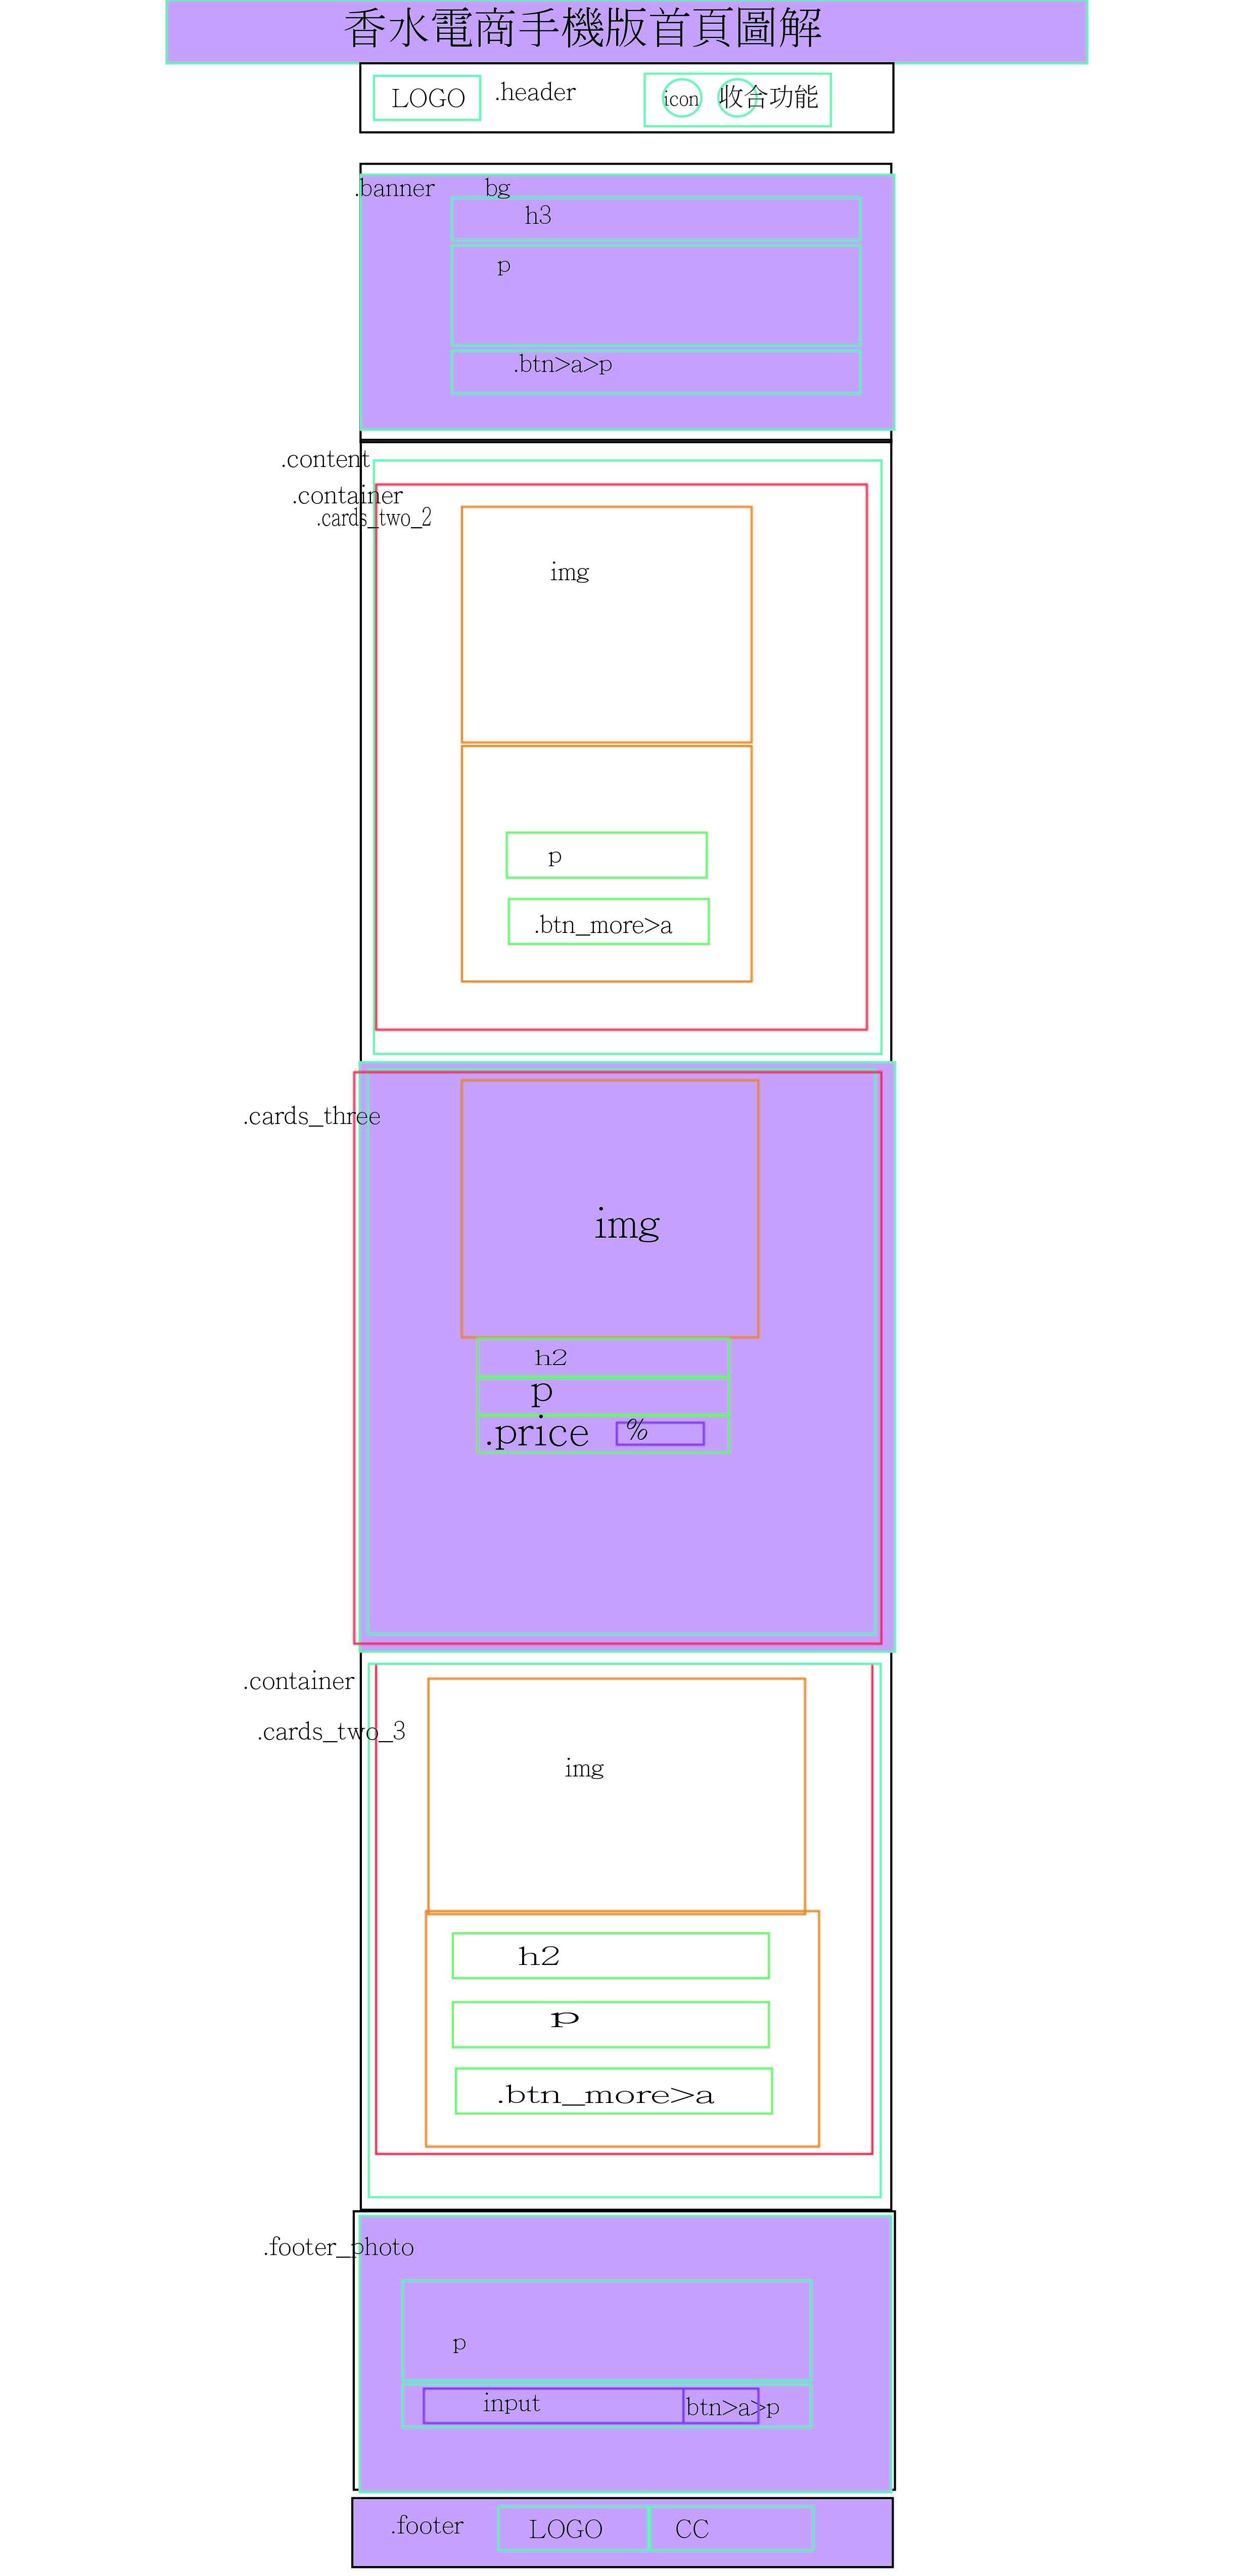 香水電商手機版首頁圖解
LOGO .header icon 收合功能
.banner bg
h3
p
.btn>a>p
.content
.container
.cards_two_2
img
p
.btn_more>a
.cards_three
img
h2
p
.price %
.container
.cards_two_3
img
h2
p
.btn_more>a
.footer_photo
p
input btn>a>p
.footer LOGO CC